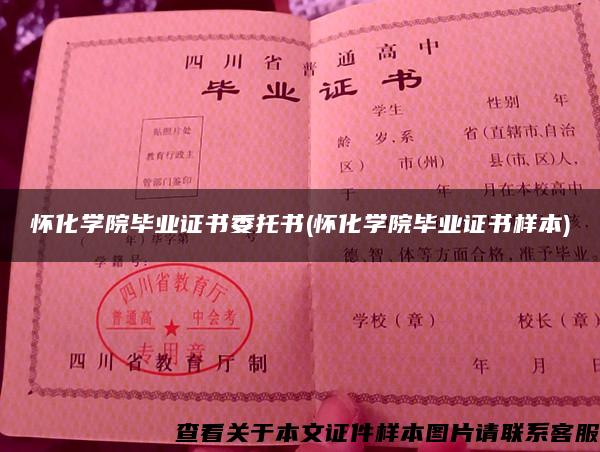 四川省普通高中
毕业证书
贴照片处
教育行政主
管部门鉴印
学籍号:
四川省教育厅
普通高 ★ 中会考
专用章
四川省教育厅制
学生 性别 年
龄 岁,系 省(直辖市、自治
区) 市(州) 县(市、区)人,
于 年 月在本校高中
怀化学院毕业证书委托书(怀化学院毕业证书样本)
德、智、体等方面合格,准予毕
学校(章) 校长(章)
年 月 日
查看关于本文证件样本图片请联系客服